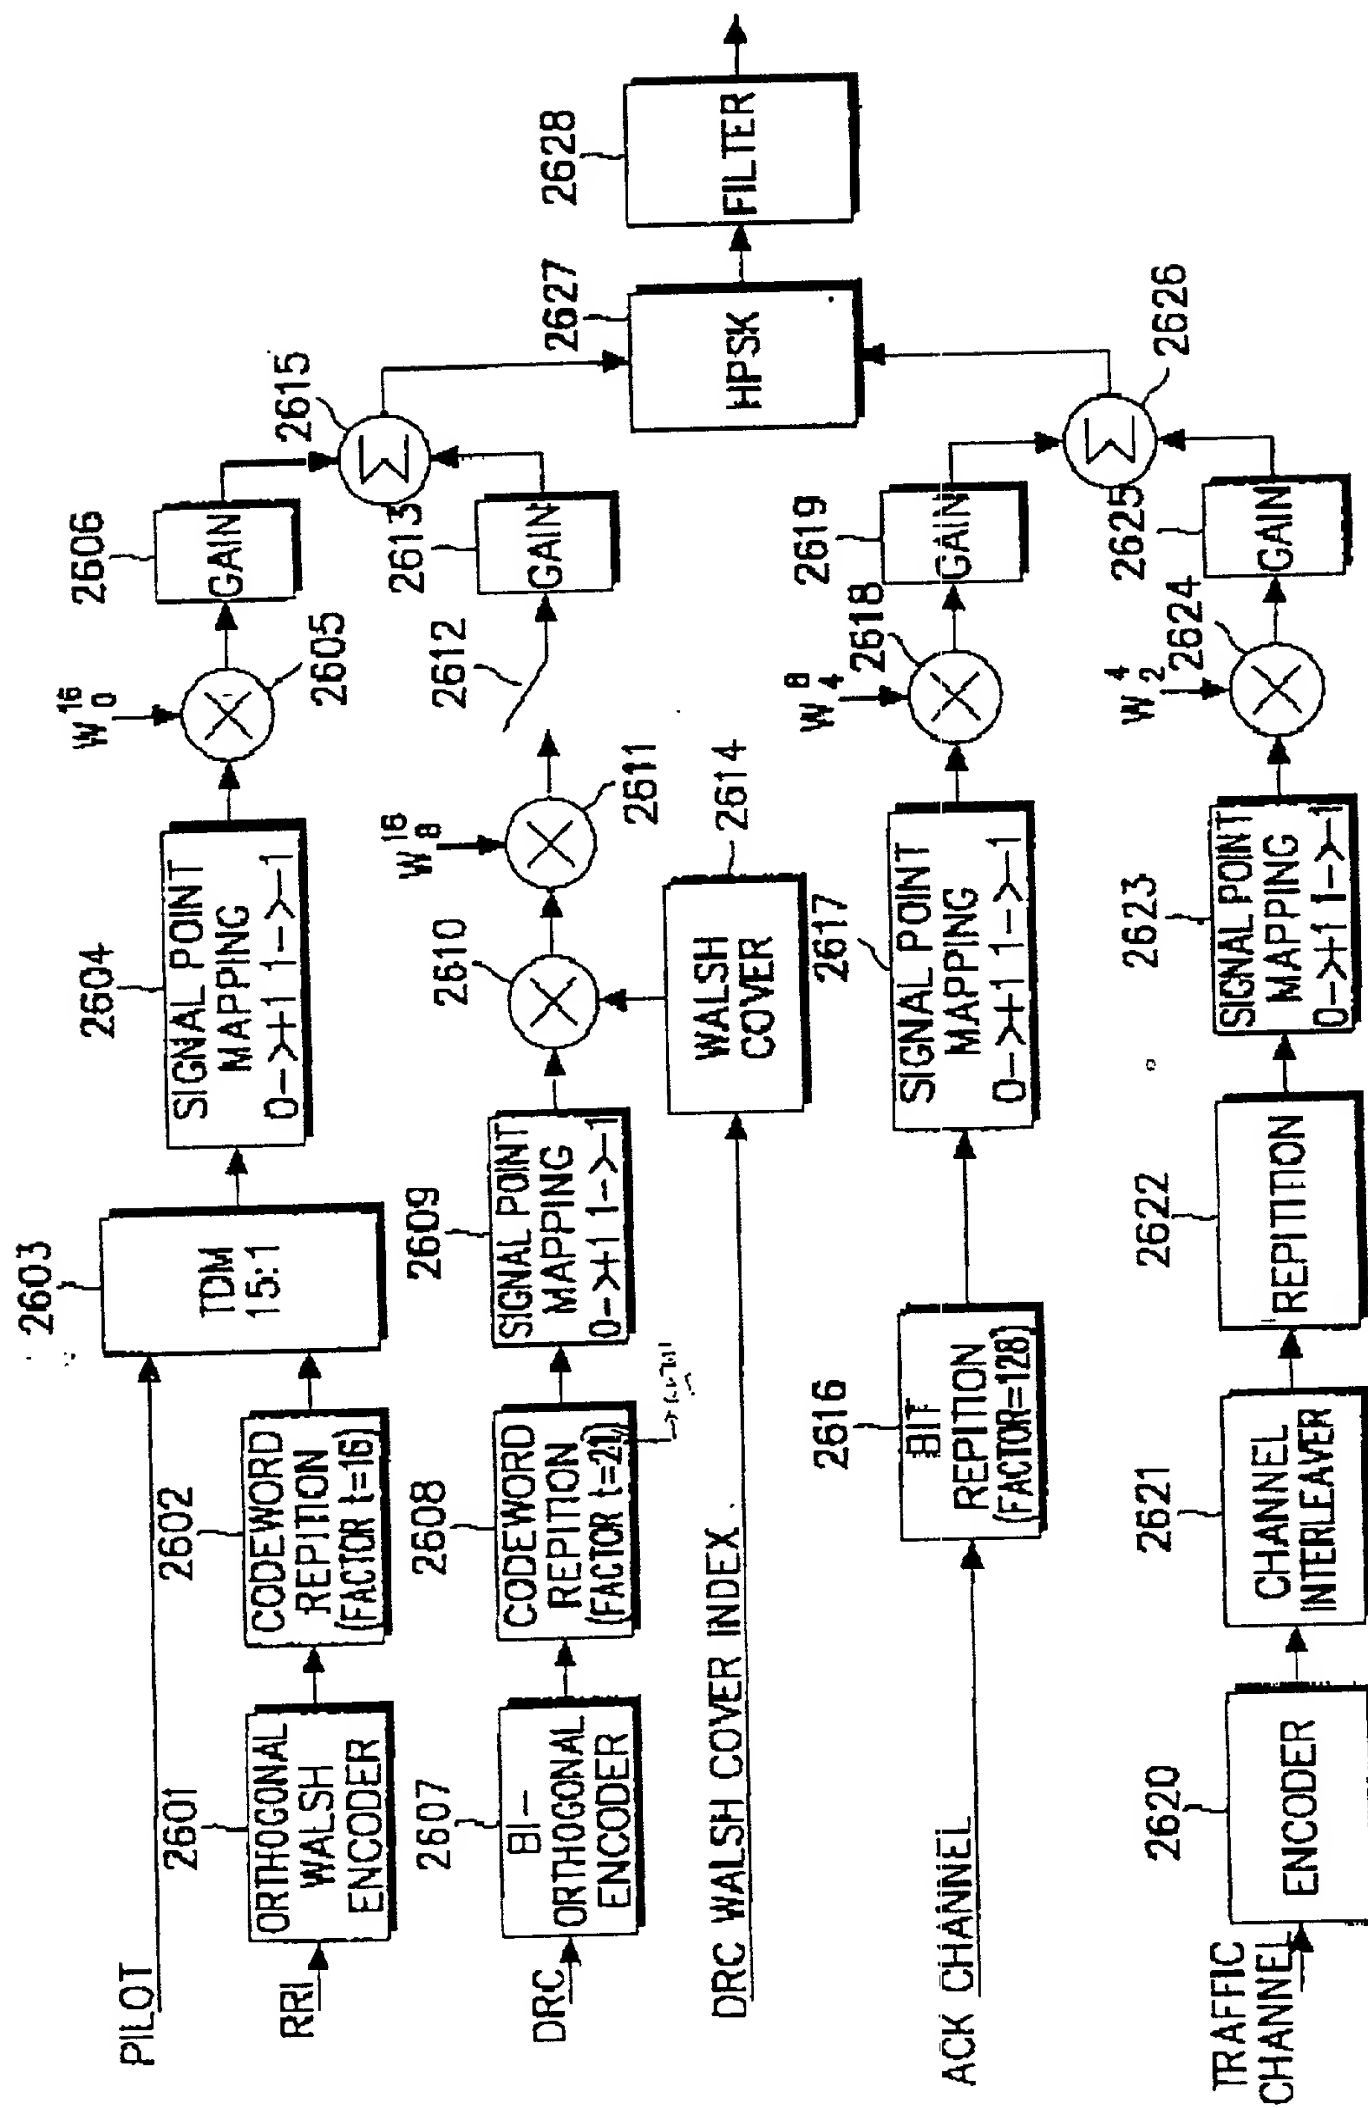 PILOT
RRI
2601
ORTHOGONAL
WALSH
ENCODER
2602
CODEWORD
REPITION
(FACTOR t=16)
2603
TDM
15:1
2604
SIGNAL POINT
MAPPING
0->+1 1->-1
W 16 0
2605
2606
GAIN
2615
Σ
DRC
2607
BI-
ORTHOGONAL
ENCODER
2608
CODEWORD
REPITION
(FACTOR t=21)
2609
SIGNAL POINT
MAPPING
0->+1 1->-1
2610
W 16 8
2611
2612
2613
GAIN
DRC WALSH COVER INDEX
2614
WALSH
COVER
2627
HPSK
2628
FILTER
ACK CHANNEL
2616
BIT
REPITION
(FACTOR=128)
2617
SIGNAL POINT
MAPPING
0->+1 1->-1
W 8 4
2618
2619
GAIN
2626
Σ
TRAFFIC
CHANNEL
2620
ENCODER
2621
CHANNEL
INTERLEAVER
2622
REPITITION
2623
SIGNAL POINT
MAPPING
0->+1 1->-1
W 4 2
2624
2625
GAIN